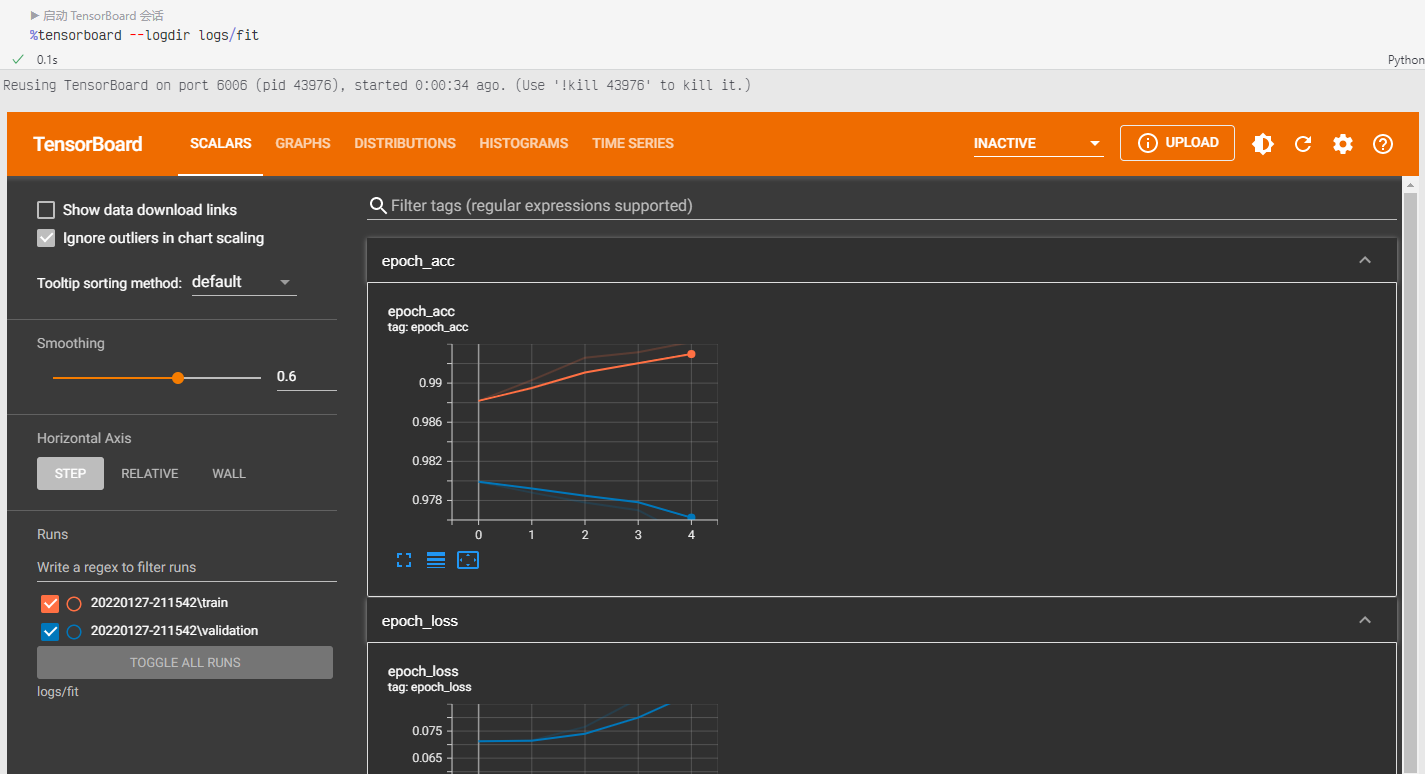 启动 TensorBoard 会话
%tensorboard --logdir logs/fit
0.1s
Python
Reusing TensorBoard on port 6006 (pid 43976), started 0:00:34 ago. (Use '!kill 43976' to kill it.)
TensorBoard SCALARS GRAPHS DISTRIBUTIONS HISTOGRAMS TIME SERIES INACTIVE UPLOAD
Show data download links
Ignore outliers in chart scaling
Tooltip sorting method: default
Smoothing
0.6
Horizontal Axis
STEP RELATIVE WALL
Runs
Write a regex to filter runs
20220127-211542\train
20220127-211542\validation
TOGGLE ALL RUNS
logs/fit
Filter tags (regular expressions supported)
epoch_acc
epoch_acc
tag: epoch_acc
0.99
0.986
0.982
0.978
0 1 2 3 4
epoch_loss
epoch_loss
tag: epoch_loss
0.075
0.065